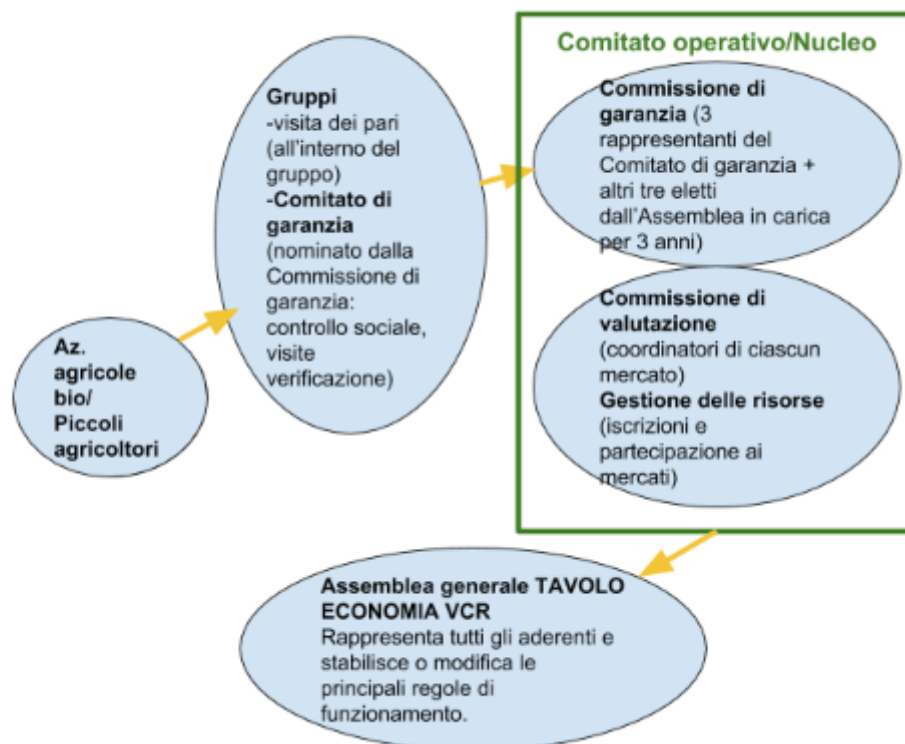 Comitato operativo/Nucleo
Gruppi
-visita dei pari
(all'interno del
gruppo)
-Comitato di
garanzia
(nominato dalla
Commissione di
garanzia:
controllo sociale,
visite
verificazione)
Commissione di
garanzia (3
rappresentanti del
Comitato di garanzia +
altri tre eletti
dall'Assemblea in carica
per 3 anni)
Commissione di
valutazione
(coordinatori di ciascun
mercato)
Gestione delle risorse
(iscrizioni e
partecipazione ai
mercati)
Az.
agricole
bio/
Piccoli
agricoltori
Assemblea generale TAVOLO
ECONOMIA VCR
Rappresenta tutti gli aderenti e
stabilisce o modifica le
principali regole di
funzionamento.